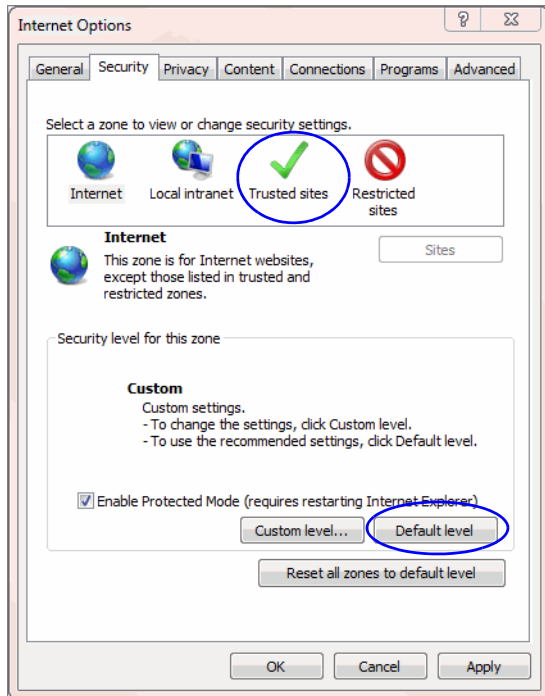 Internet Options
General Security Privacy Content Connections Programs Advanced
Select a zone to view or change security settings.
Internet Local intranet Trusted sites Restricted
sites
Internet
Sites
This zone is for Internet websites,
except those listed in trusted and
restricted zones.
Security level for this zone
Custom
Custom settings.
- To change the settings, click Custom level.
- To use the recommended settings, click Default level.
Enable Protected Mode (requires restarting Internet Explorer)
Custom level... Default level
Reset all zones to default level
OK Cancel Apply